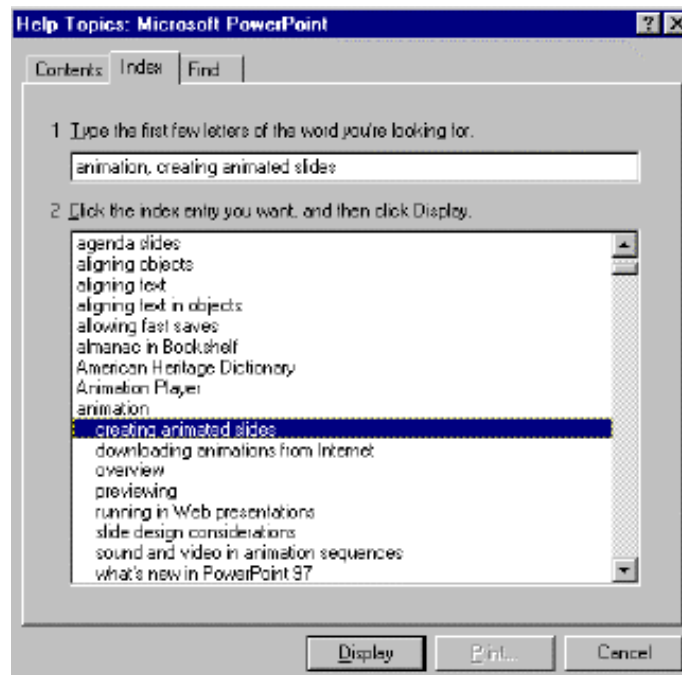 Help Topics: Microsoft PowerPoint
? X
Contents Index Find
1 Type the first few letters of the word you're looking for.
animation, creating animated slides
2 Click the index entry you want, and then click Display.
agenda slides
aligning objects
aligning text
aligning text in objects
allowing fast saves
almanac in Bookshelf
American Heritage Dictionary
Animation Player
animation
creating animated slides
downloading animations from Internet
overview
previewing
running in Web presentations
slide design considerations
sound and video in animation sequences
what's new in PowerPoint 97
Display Print... Cancel